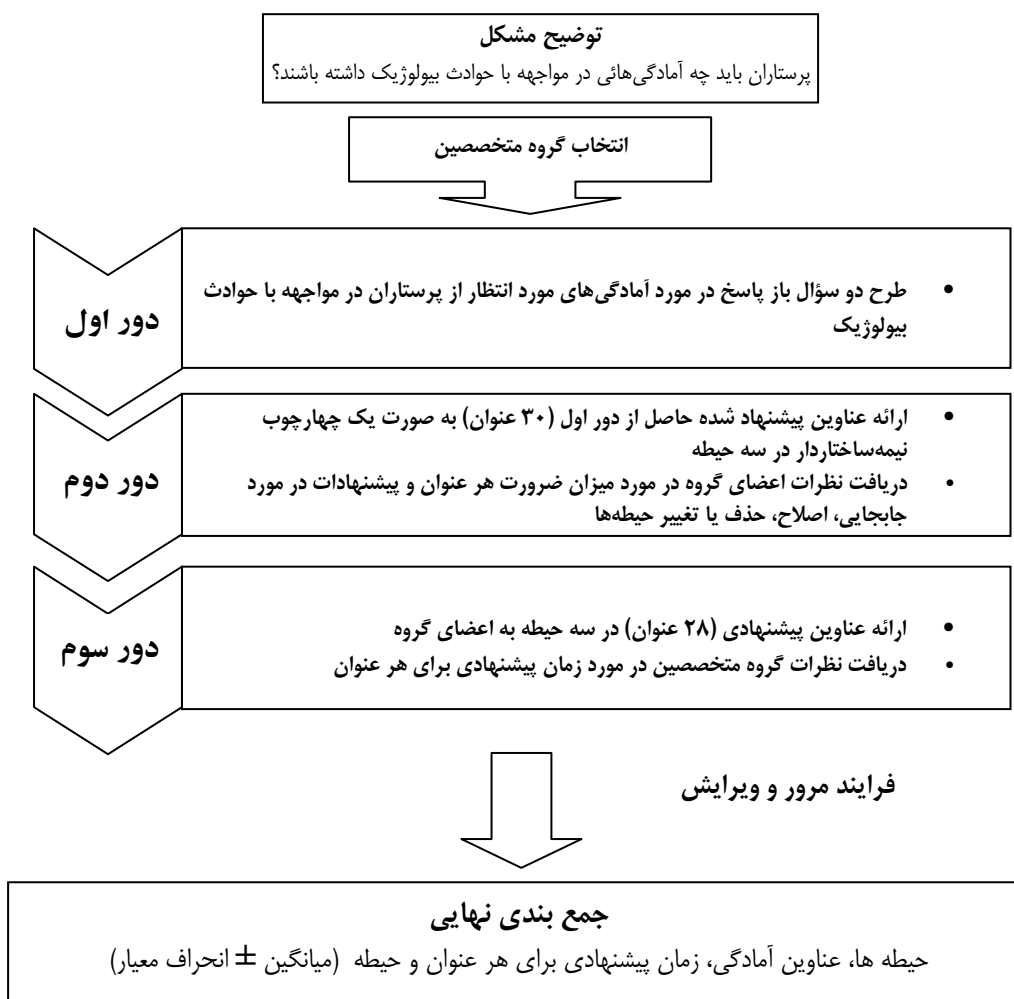 توضیح مشکل
پرستاران باید چه آمادگی‌هائی در مواجهه با حوادث بیولوژیک داشته باشند؟
انتخاب گروه متخصصین
دور اول
• طرح دو سؤال باز پاسخ در مورد آمادگی‌های مورد انتظار از پرستاران در مواجهه با حوادث
بیولوژیک
دور دوم
• ارائه عناوین پیشنهاد شده حاصل از دور اول (۳۰ عنوان) به صورت یک چهارچوب
نیمه‌ساختاردار در سه حیطه
• دریافت نظرات اعضای گروه در مورد میزان ضرورت هر عنوان و پیشنهادات در مورد
جابجایی، اصلاح، حذف یا تغییر حیطه‌ها
دور سوم
• ارائه عناوین پیشنهادی (۲۸ عنوان) در سه حیطه به اعضای گروه
• دریافت نظرات گروه متخصصین در مورد زمان پیشنهادی برای هر عنوان
فرایند مرور و ویرایش
جمع بندی نهایی
حیطه ها، عناوین آمادگی، زمان پیشنهادی برای هر عنوان و حیطه (میانگین ± انحراف معیار)